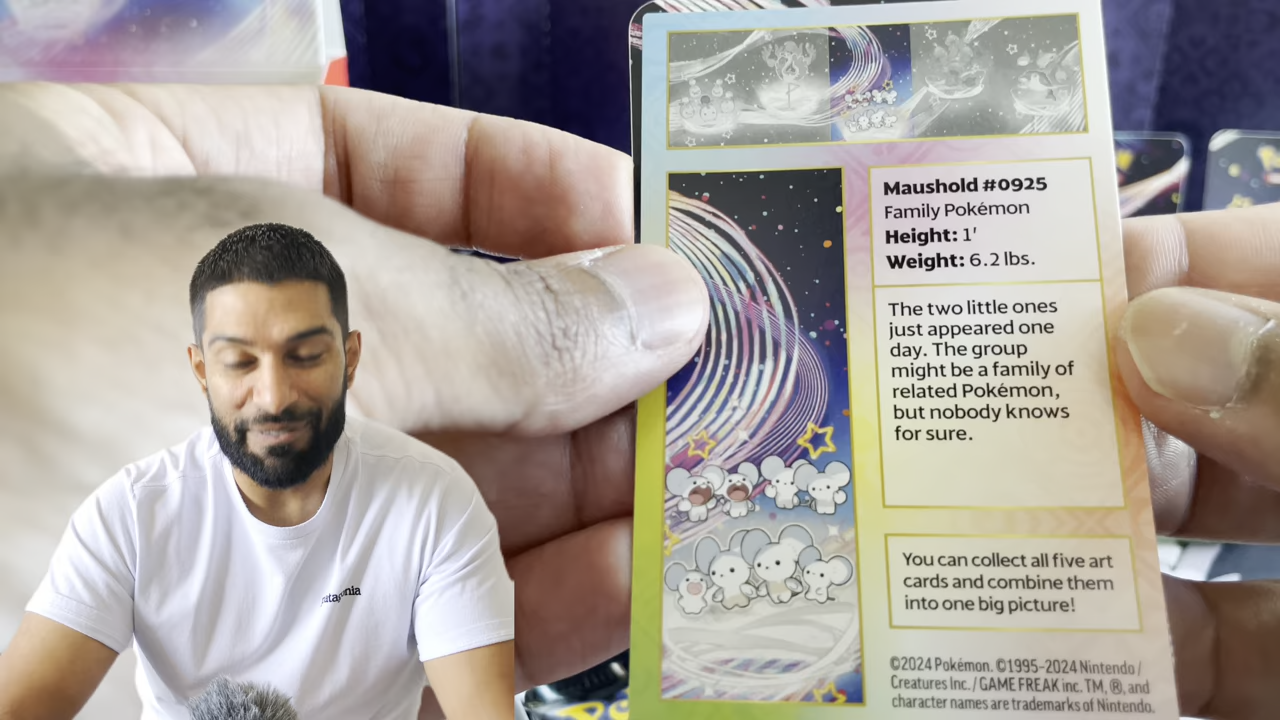 Maushold #0925
Family Pokémon
Height: 1'
Weight: 6.2 lbs.
The two little ones
just appeared one
day. The group
might be a family of
related Pokémon,
but nobody knows
for sure.
You can collect all five art
cards and combine them
into one big picture!
©2024 Pokémon. ©1995–2024 Nintendo /
Creatures Inc. / GAME FREAK inc. TM, ®, and
character names are trademarks of Nintendo.